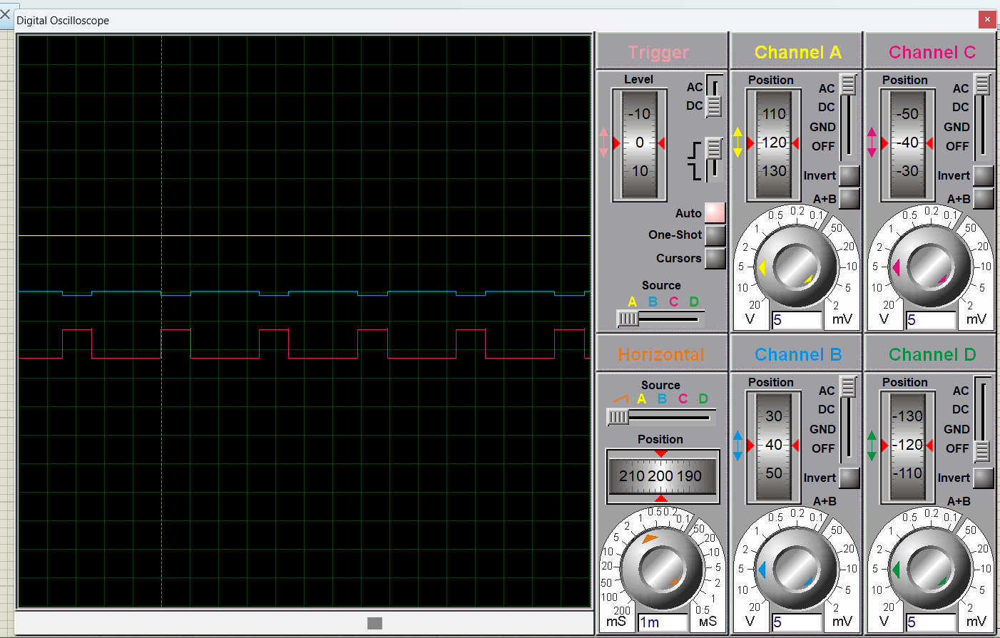 Digital Oscilloscope
Trigger
Level
AC
DC
-10
0
10
Auto
One-Shot
Cursors
Source
A B C D
Channel A
Position
AC
DC
GND
OFF
110
120
130
Invert
A+B
20 10 5 2 1 0.5 0.2 0.1 50 20 10 5 2
V 5 mV
Channel C
Position
AC
DC
GND
OFF
-50
-40
-30
Invert
A+B
20 10 5 2 1 0.5 0.2 0.1 50 20 10 5 2
V 5 mV
Horizontal
Source
A B C D
Position
210 200 190
200 100 50 20 10 5 2 1 0.5 0.2 0.1 50 20 10 5 2 1 0.5
mS 1m мS
Channel B
Position
AC
DC
GND
OFF
30
40
50
Invert
A+B
20 10 5 2 1 0.5 0.2 0.1 50 20 10 5 2
V 5 mV
Channel D
Position
AC
DC
GND
OFF
-130
-120
-110
Invert
A+B
20 10 5 2 1 0.5 0.2 0.1 50 20 10 5 2
V 5 mV